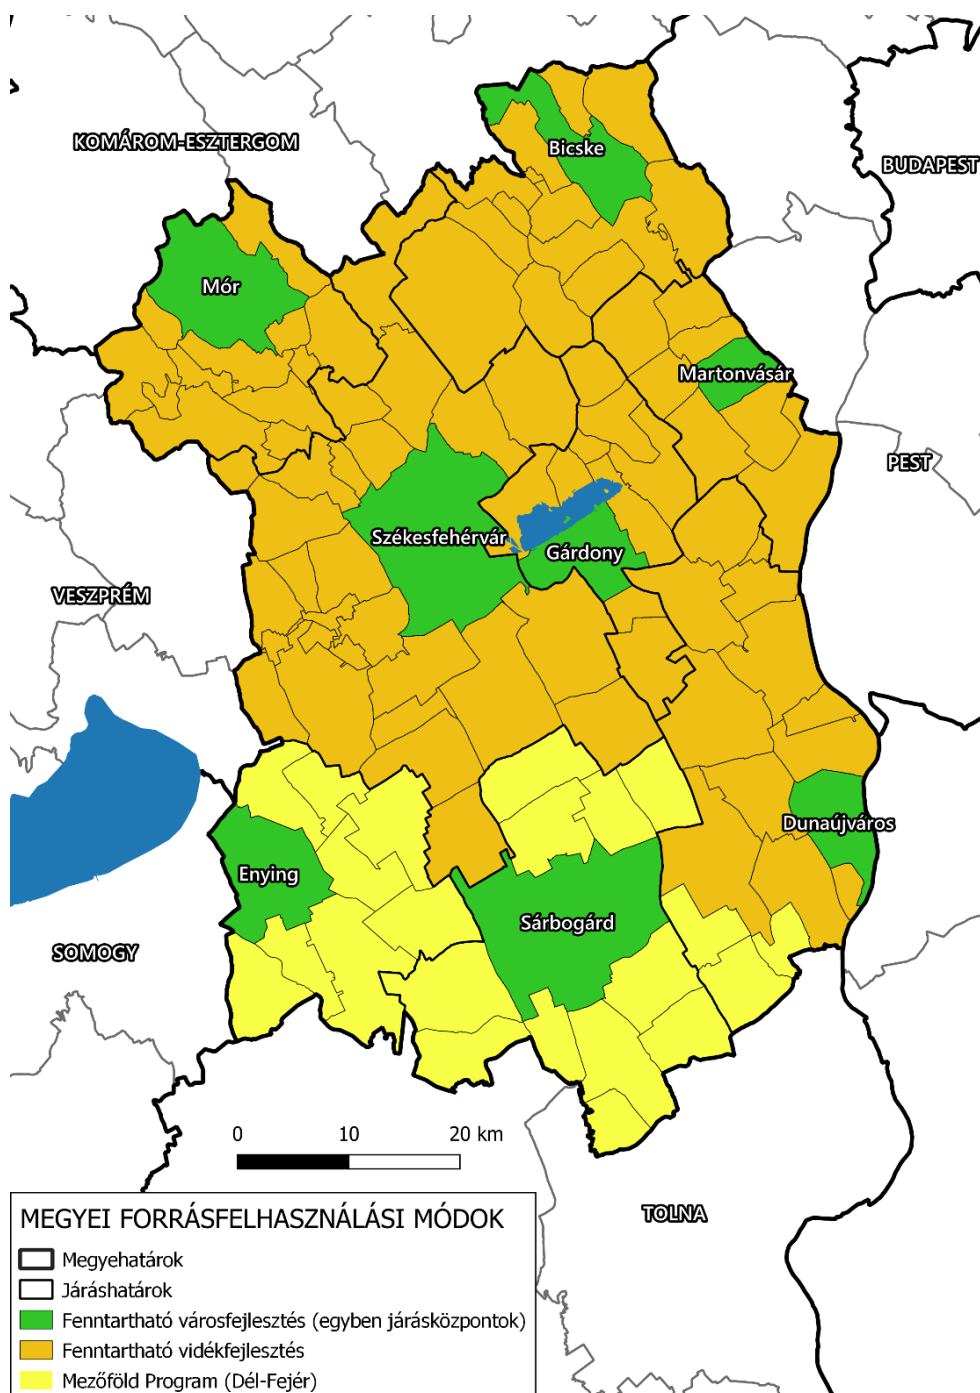 KOMÁROM-ESZTERGOM
Bicske
BUDAPEST
Mór
Martonvásár
PEST
Székesfehérvár
Gárdony
VESZPRÉM
Dunaújváros
Enying
Sárbogárd
SOMOGY
0 10 20 km
TOLNA
MEGYEI FORRÁSFELHASZNÁLÁSI MÓDOK
Megyehatárok
Járáshatárok
Fenntartható városfejlesztés (egyben járásközpontok)
Fenntartható vidékfejlesztés
Mezőföld Program (Dél-Fejér)